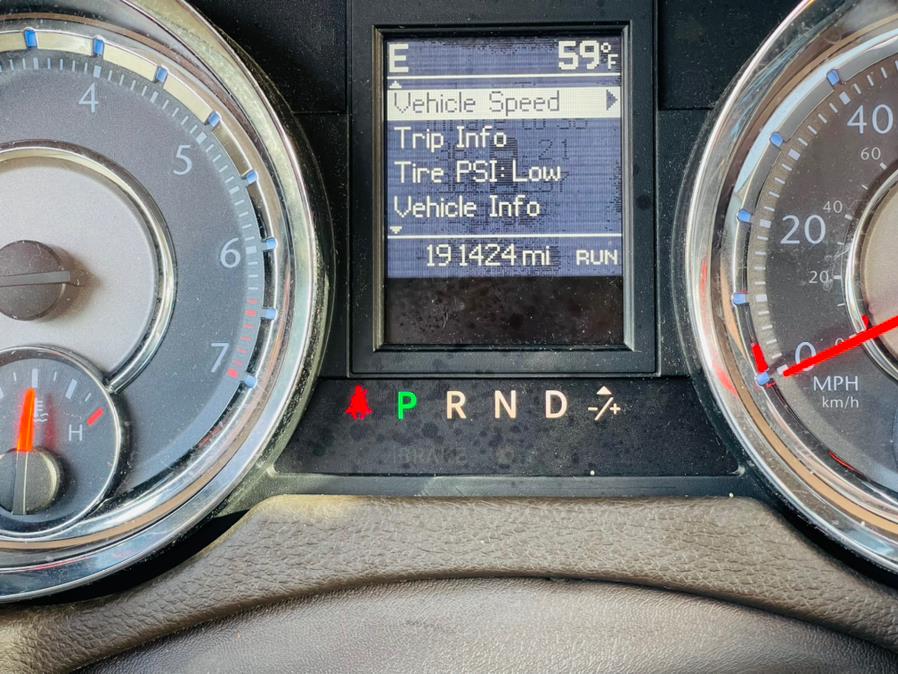 4
5
6
7
H
E 59°F
Vehicle Speed
Trip Info
Tire PSI: Low
Vehicle Info
191424 mi RUN
P R N D -/+
BRAKE
40
60
20
40
20
0
MPH
km/h